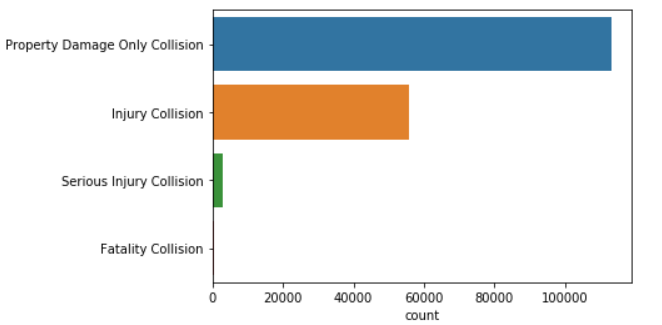 Property Damage Only Collision
Injury Collision
Serious Injury Collision
Fatality Collision
0 20000 40000 60000 80000 100000
count